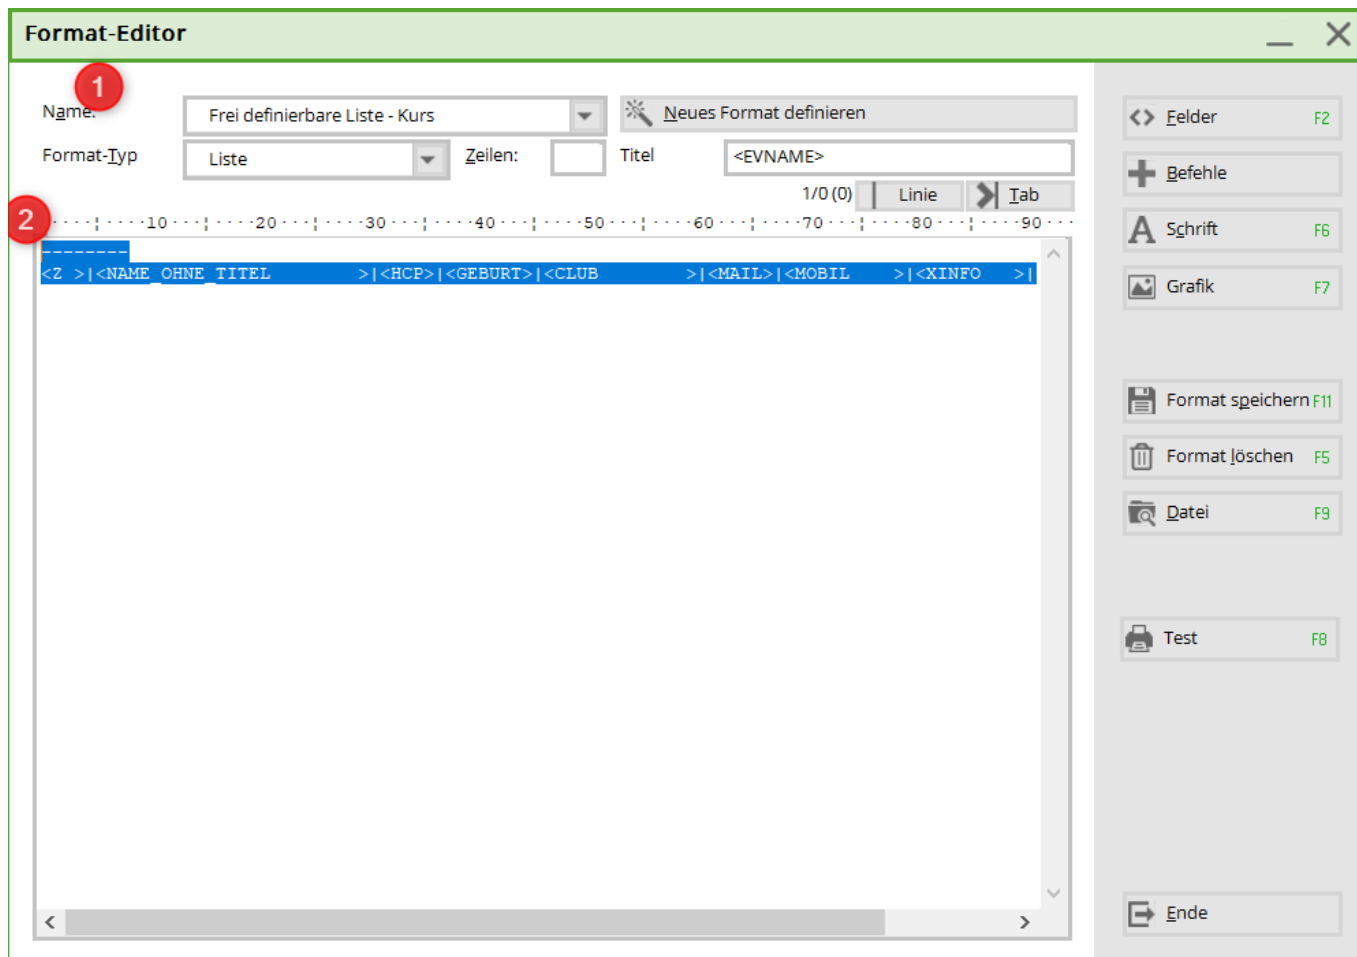 Format-Editor
1
Name: Frei definierbare Liste - Kurs Neues Format definieren
Format-Typ Liste Zeilen: Titel <EVNAME>
1/0 (0) Linie Tab
2 ····¦····10···¦····20···¦····30···¦····40···¦····50···¦····60···¦····70···¦····80···¦····90···
--------
<Z >|<NAME_OHNE_TITEL        >|<HCP>|<GEBURT>|<CLUB        >|<MAIL>|<MOBIL    >|<XINFO   >|
Felder F2
Befehle
Schrift F6
Grafik F7
Format speichern F11
Format löschen F5
Datei F9
Test F8
Ende